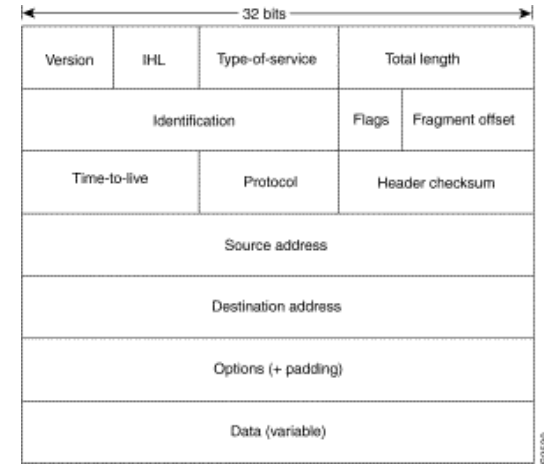 32 bits
Version IHL Type-of-service Total length
Identification Flags Fragment offset
Time-to-live Protocol Header checksum
Source address
Destination address
Options (+ padding)
Data (variable)